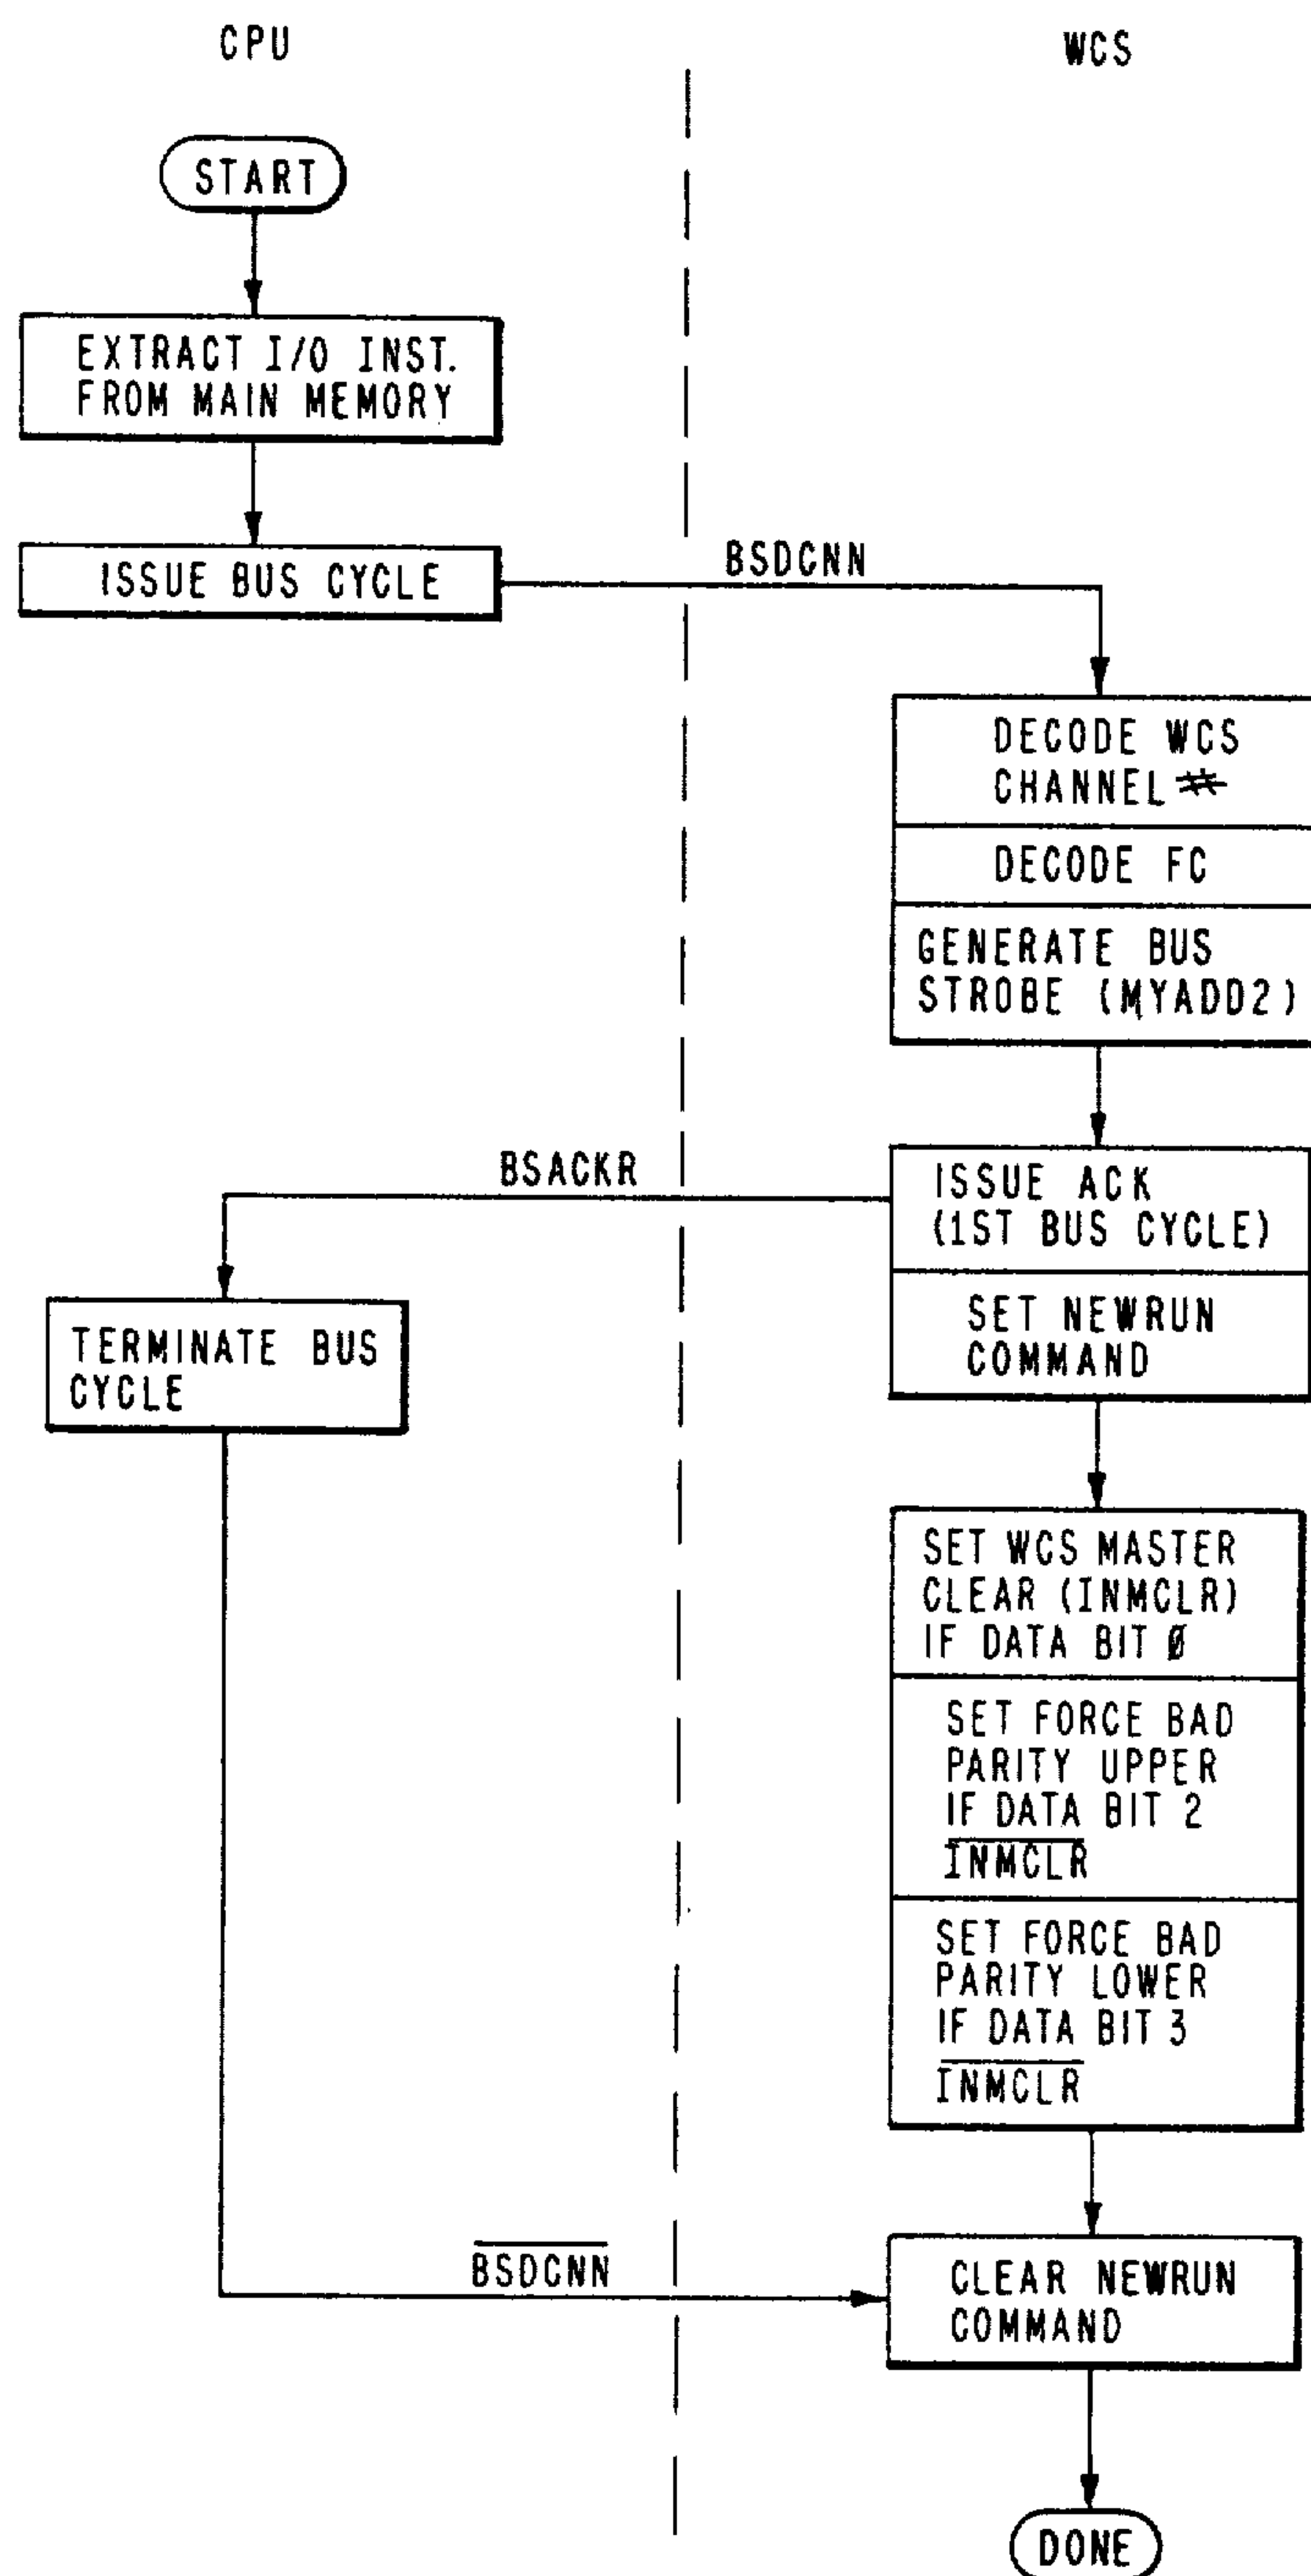 CPU
WCS
START
EXTRACT I/O INST.
FROM MAIN MEMORY
ISSUE BUS CYCLE
BSDCNN
DECODE WCS
CHANNEL #
DECODE FC
GENERATE BUS
STROBE (MYADD2)
ISSUE ACK
(1ST BUS CYCLE)
SET NEWRUN
COMMAND
BSACKR
TERMINATE BUS
CYCLE
SET WCS MASTER
CLEAR (INMCLR)
IF DATA BIT Ø
SET FORCE BAD
PARITY UPPER
IF DATA BIT 2
I̅N̅M̅C̅L̅R̅
SET FORCE BAD
PARITY LOWER
IF DATA BIT 3
I̅N̅M̅C̅L̅R̅
B̅S̅D̅C̅N̅N̅
CLEAR NEWRUN
COMMAND
DONE